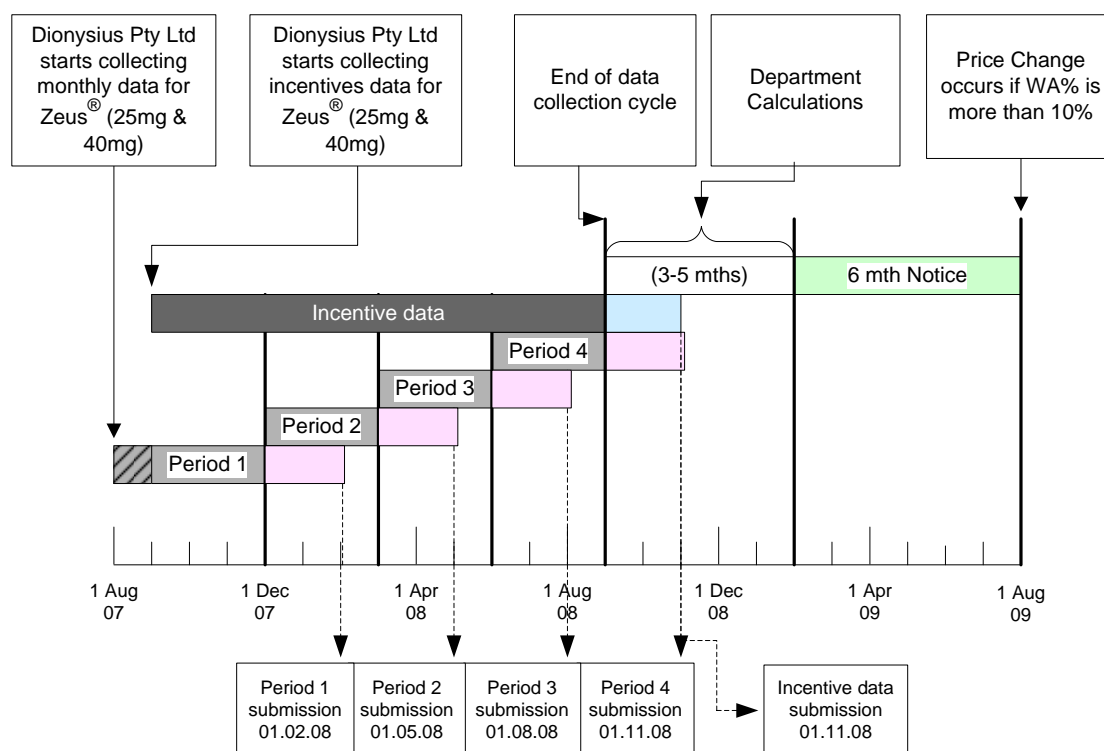 Dionysius Pty Ltd
starts collecting
monthly data for
Zeus® (25mg &
40mg)
Dionysius Pty Ltd
starts collecting
incentives data for
Zeus® (25mg &
40mg)
End of data
collection cycle
Department
Calculations
Price Change
occurs if WA% is
more than 10%
(3-5 mths)
6 mth Notice
Incentive data
Period 4
Period 3
Period 2
Period 1
1 Aug
07
1 Dec
07
1 Apr
08
1 Aug
08
1 Dec
08
1 Apr
09
1 Aug
09
Period 1
submission
01.02.08
Period 2
submission
01.05.08
Period 3
submission
01.08.08
Period 4
submission
01.11.08
Incentive data
submission
01.11.08